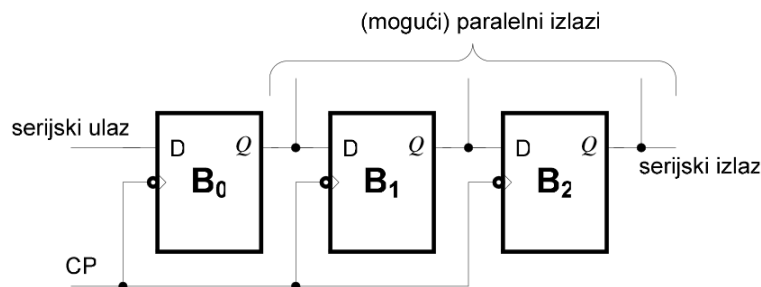 (mogući) paralelni izlazi
serijski ulaz
D Q
B0
D Q
B1
D Q
B2
serijski izlaz
CP